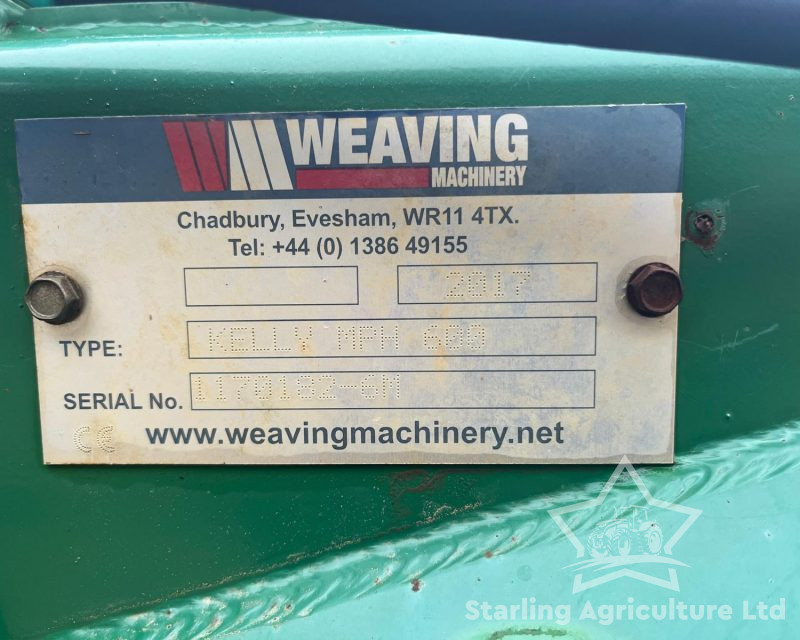 WEAVING
MACHINERY
Chadbury, Evesham, WR11 4TX.
Tel: +44 (0) 1386 49155
2017
TYPE: KELLY MPH 600
SERIAL No. 1170182-6M
CE www.weavingmachinery.net
Starling Agriculture Ltd